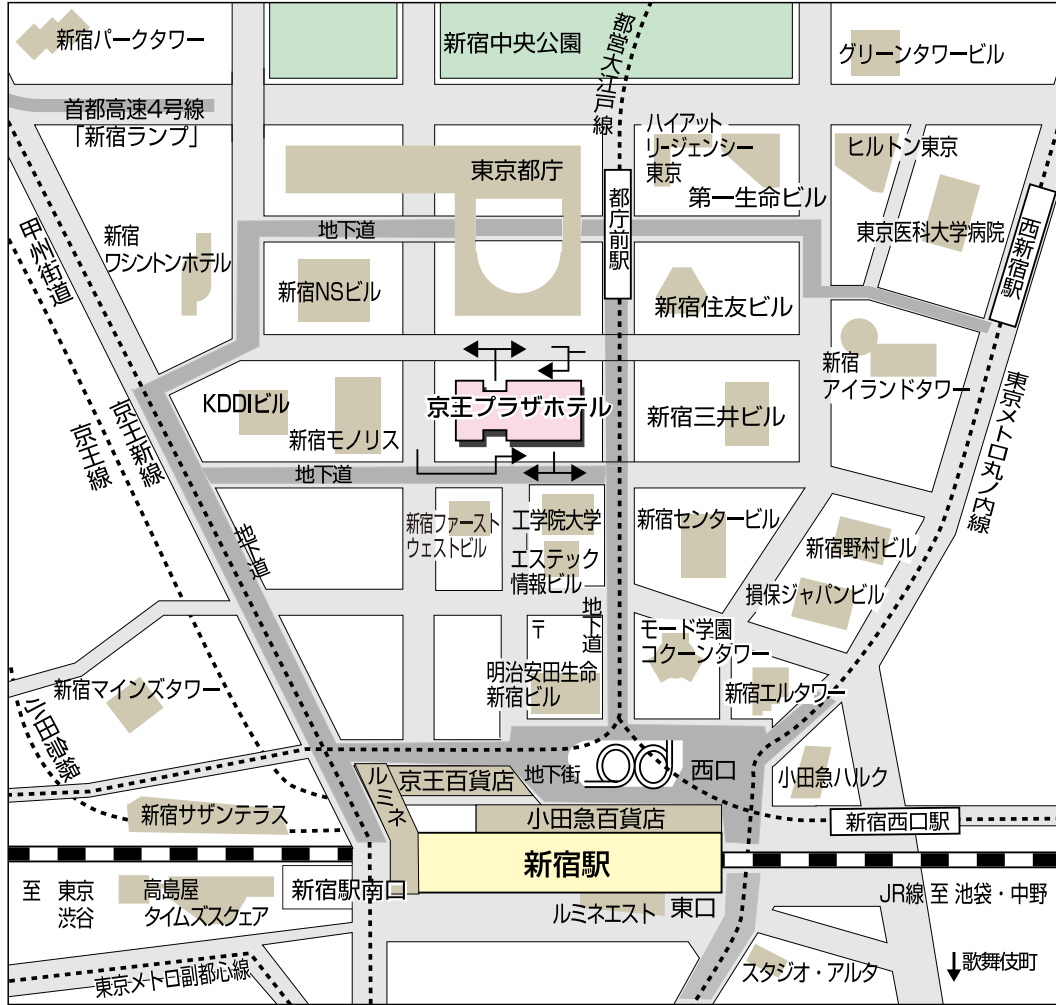 新宿パークタワー
新宿中央公園
都営大江戸線
グリーンタワービル
首都高速4号線
「新宿ランプ」
ハイアット
リージェンシー
東京
ヒルトン東京
東京都庁
第一生命ビル
都庁前駅
地下道
甲州街道
新宿
ワシントンホテル
東京医科大学病院
西新宿駅
新宿NSビル
新宿住友ビル
新宿
アイランドタワー
KDDIビル
新宿モノリス
京王プラザホテル
新宿三井ビル
京王新線
京王線
東京メトロ丸ノ内線
地下道
地下道
新宿ファースト
ウェストビル
工学院大学
エステック
情報ビル
新宿センタービル
新宿野村ビル
損保ジャパンビル
地下道
〒
モード学園
コクーンタワー
明治安田生命
新宿ビル
新宿エルタワー
新宿マインズタワー
小田急線
地下街
西口
小田急ハルク
ルミネ
京王百貨店
新宿サザンテラス
小田急百貨店
新宿西口駅
新宿駅
至 東京
渋谷
高島屋
タイムズスクェア
新宿駅南口
ルミネエスト
東口
JR線 至 池袋・中野
東京メトロ副都心線
スタジオ・アルタ
↓歌舞伎町